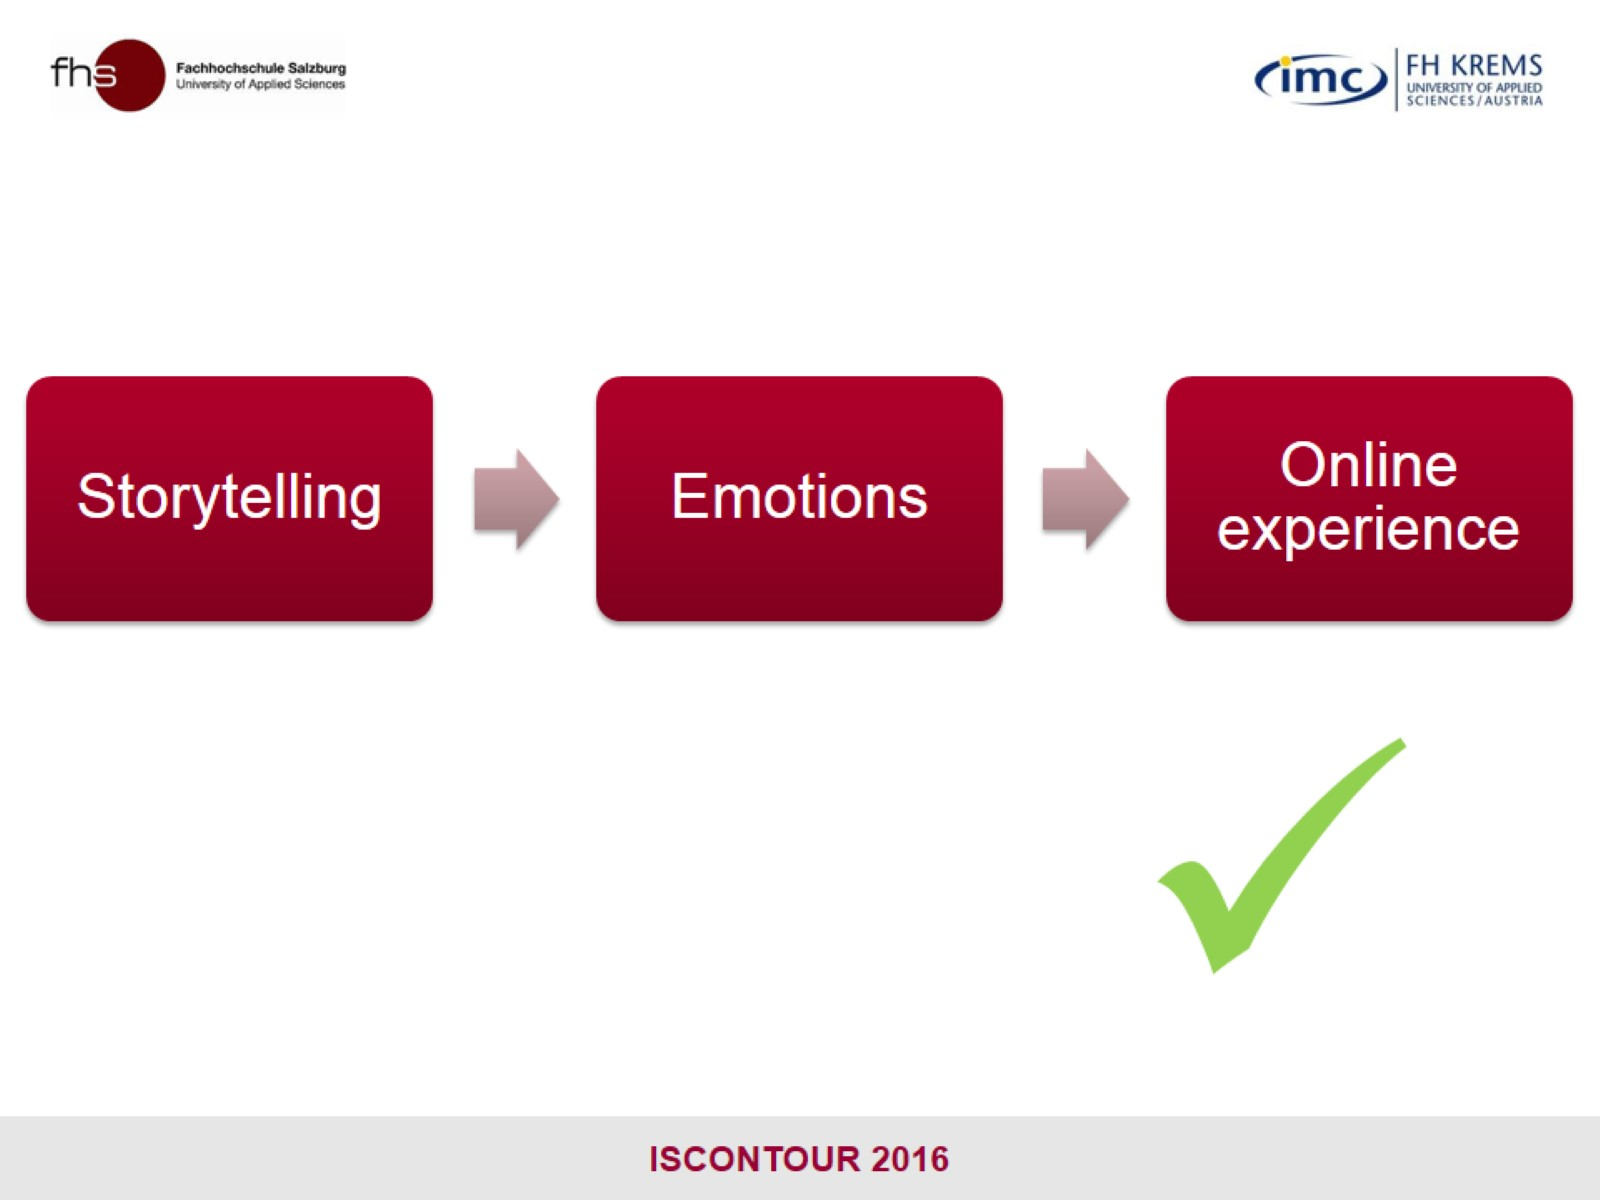 fhs
Fachhochschule Salzburg
University of Applied Sciences
imc
FH KREMS
UNIVERSITY OF APPLIED
SCIENCES/AUSTRIA
Storytelling
Emotions
Online
experience
ISCONTOUR 2016